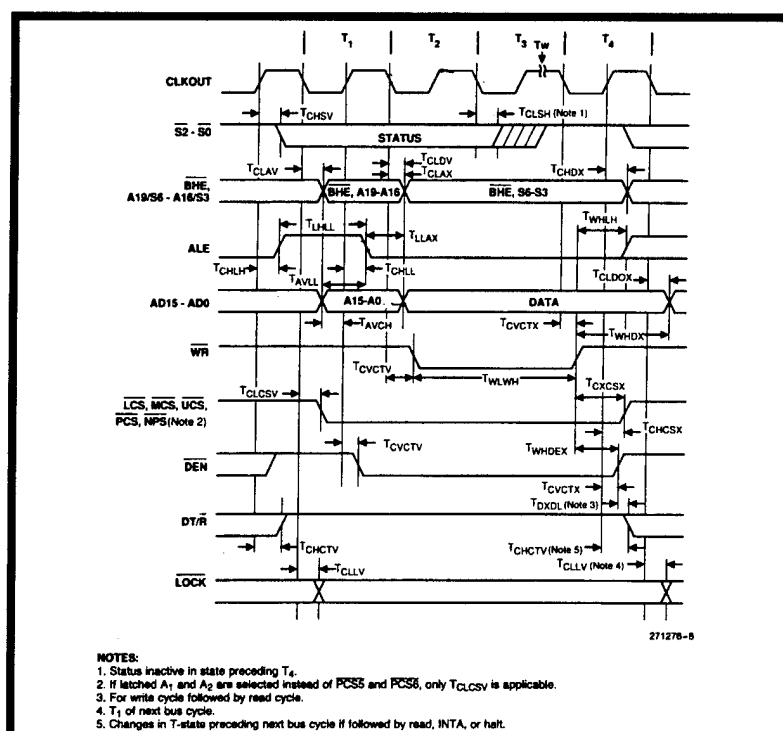 T1 T2 T3 TW T4
CLKOUT
TCHSV
TCLSH (Note 1)
S2 - S0
STATUS
TCLAV
TCLDV
TCLAX
TCHDX
BHE,
A19/S6 - A16/S3
BHE, A19-A16
BHE, S6-S3
TLHLL
TLLAX
TWHLH
ALE
TCHLH
TAVLL
TCHLL
TCLDOX
AD15 - AD0
A15-A0
DATA
TAVCH
TCVCTX
TWHDX
WR
TCVCTV
TWLWH
TCXCSX
TCLCSV
LCS, MCS, UCS,
PCS, NPS (Note 2)
TCHCSX
TCVCTV
TWHDEX
DEN
TCVCTX
TDXDL (Note 3)
DT/R
TCHCTV
TCHCTV (Note 5)
TCLLV
TCLLV (Note 4)
LOCK
271276-8
NOTES:
1. Status inactive in state preceding T4.
2. If latched A1 and A2 are selected instead of PCS5 and PCS6, only TCLCSV is applicable.
3. For write cycle followed by read cycle.
4. T1 of next bus cycle.
5. Changes in T-state preceding next bus cycle if followed by read, INTA, or halt.